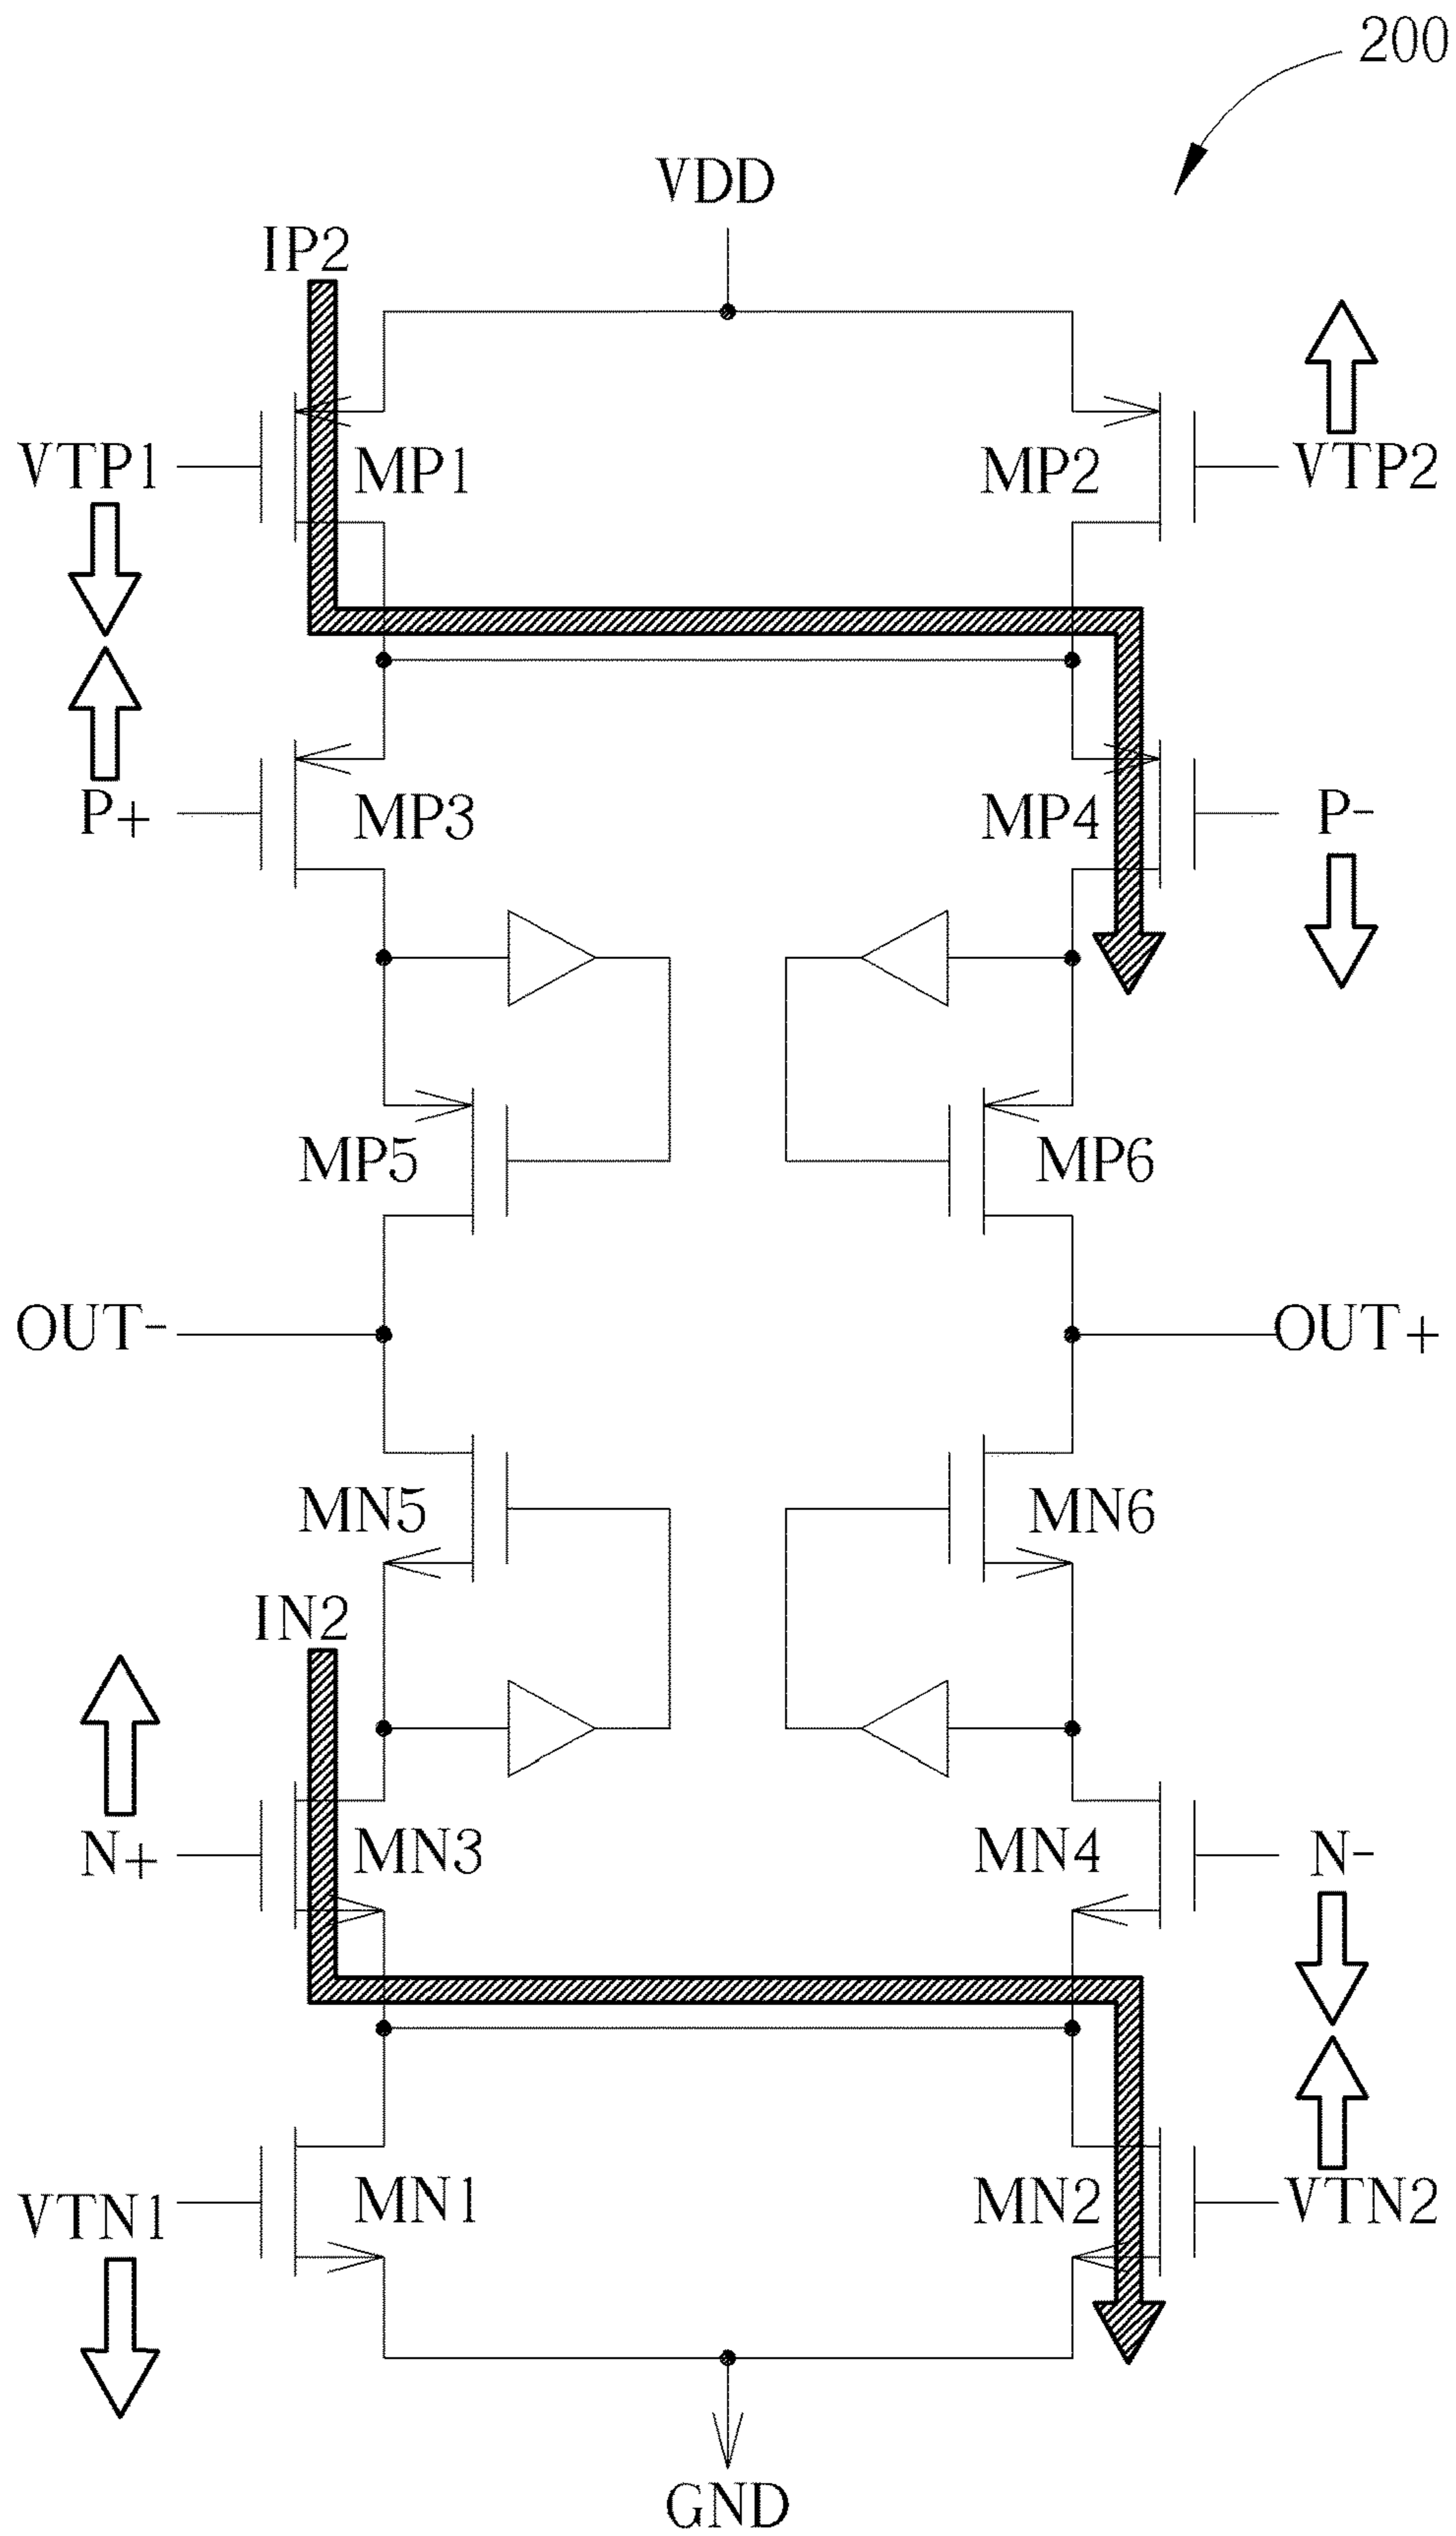 200
VDD
IP2
VTP1
MP1
MP2
VTP2
P+
MP3
MP4
P-
MP5
MP6
OUT-
OUT+
MN5
MN6
IN2
N+
MN3
MN4
N-
VTN1
MN1
MN2
VTN2
GND